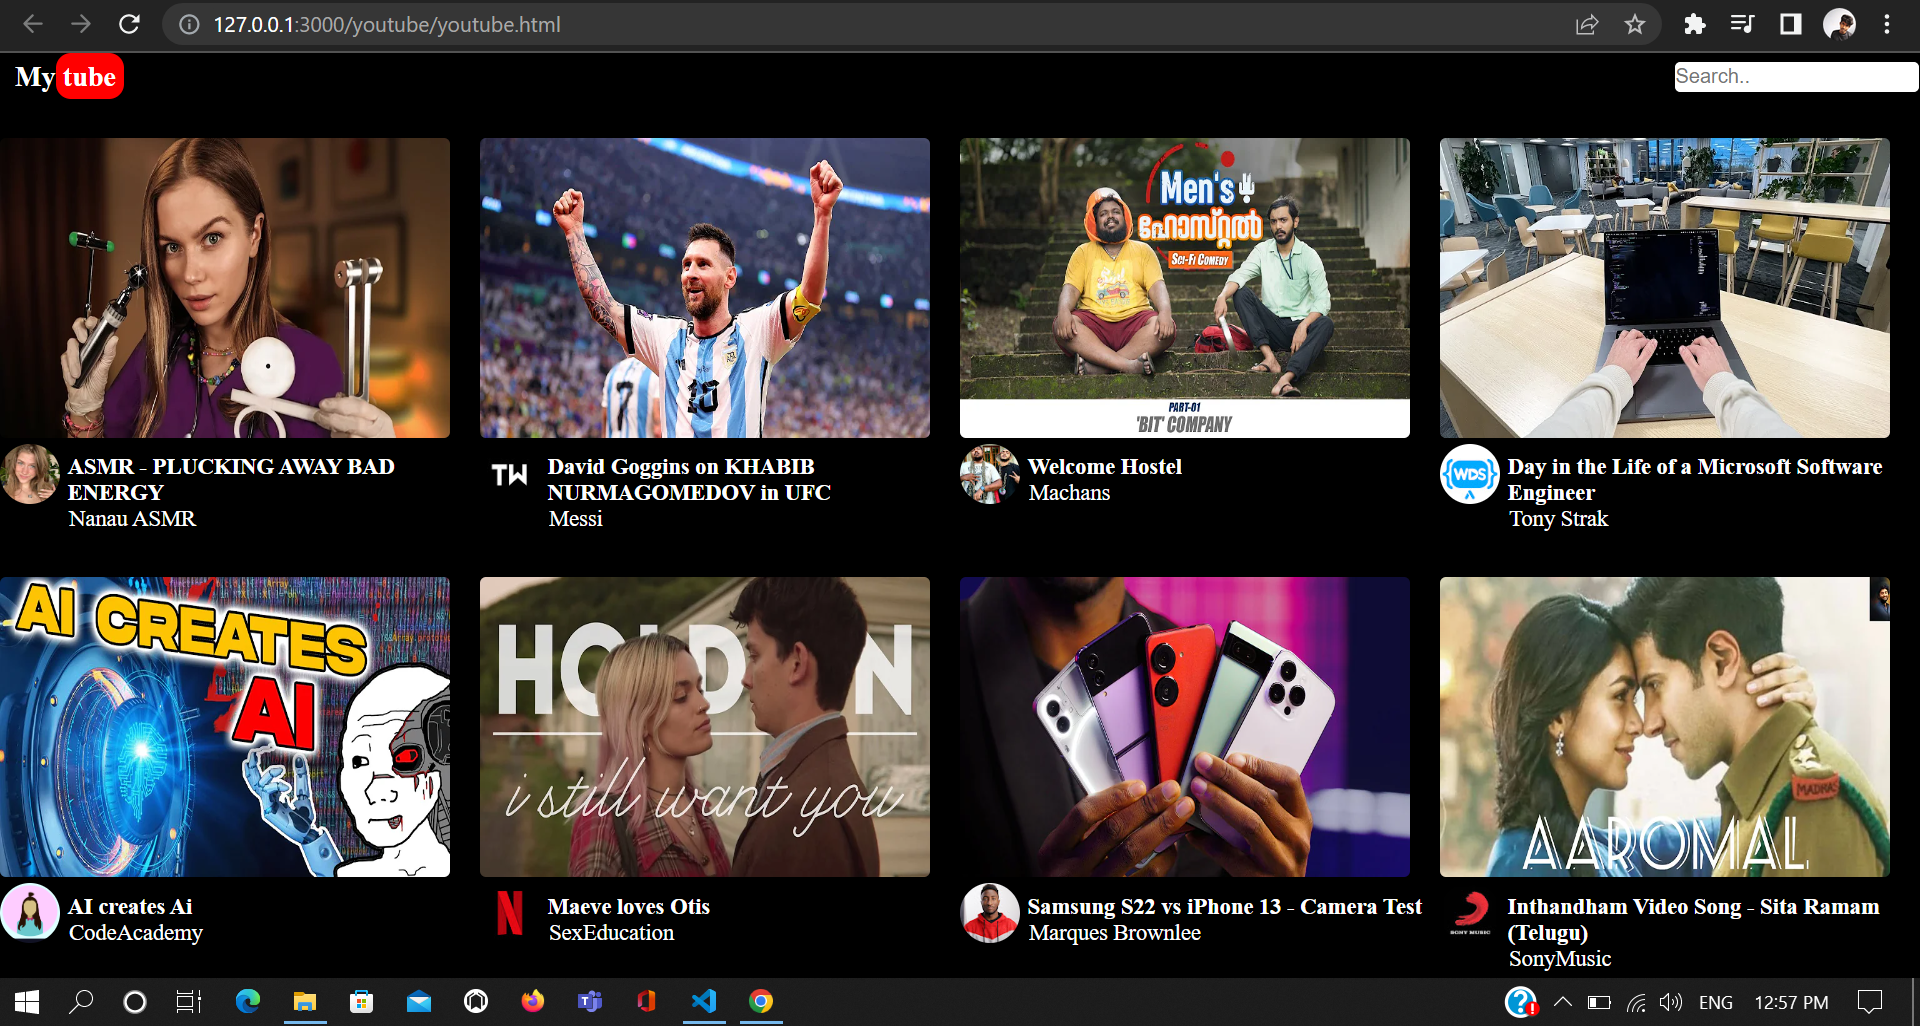 127.0.0.1:3000/youtube/youtube.html
My tube
Search..
Men's
ഹോസ്റ്റൽ
Sci-Fi Comedy
PART-01
'BIT' COMPANY
10
ASMR - PLUCKING AWAY BAD
ENERGY
Nanau ASMR
TW
David Goggins on KHABIB
NURMAGOMEDOV in UFC
Messi
Welcome Hostel
Machans
{WDS}
Day in the Life of a Microsoft Software
Engineer
Tony Strak
AI CREATES
AI
HOLD N
i still want you
MADRAS
AAROMAL
AI creates Ai
CodeAcademy
N
Maeve loves Otis
SexEducation
Samsung S22 vs iPhone 13 - Camera Test
Marques Brownlee
SONY MUSIC
Inthandham Video Song - Sita Ramam
(Telugu)
SonyMusic
ENG
12:57 PM